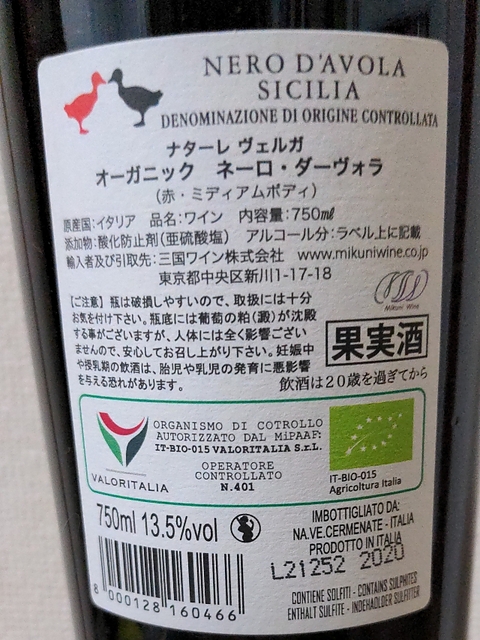 NERO D'AVOLA
SICILIA
DENOMINAZIONE DI ORIGINE CONTROLLATA
ナターレ ヴェルガ
オーガニック ネーロ・ダーヴォラ
（赤・ミディアムボディ）
原産国：イタリア 品名：ワイン 内容量：750㎖
添加物：酸化防止剤（亜硫酸塩） アルコール分：ラベル上に記載
輸入者及び引取先：三国ワイン株式会社 www.mikuniwine.co.jp
東京都中央区新川1-17-18
【ご注意】瓶は破損しやすいので、取扱には十分
お気を付け下さい。瓶底には葡萄の粕（澱）が沈殿
する事がございますが、人体には全く影響ござい
ませんので、安心してお召し上がり下さい。妊娠中
や授乳期の飲酒は、胎児や乳児の発育に悪影響
を与える恐れがあります。
Mikuni Wine
果実酒
飲酒は20歳を過ぎてから
VALORITALIA
ORGANISMO DI COTROLLO
AUTORIZZATO DAL MiPAAF:
IT-BIO-015 VALORITALIA S.r.L.
OPERATORE
CONTROLLATO
N.401
IT-BIO-015
Agricoltura Italia
750ml 13.5%vol
IMBOTTIGLIATO DA:
NA.VE.CERMENATE - ITALIA
PRODOTTO IN ITALIA
L21252 2020
8 000128 160466
CONTIENE SOLFITI - CONTAINS SULPHITES
ENTHALT SULFITE - INDEHOLDER SULFITTER